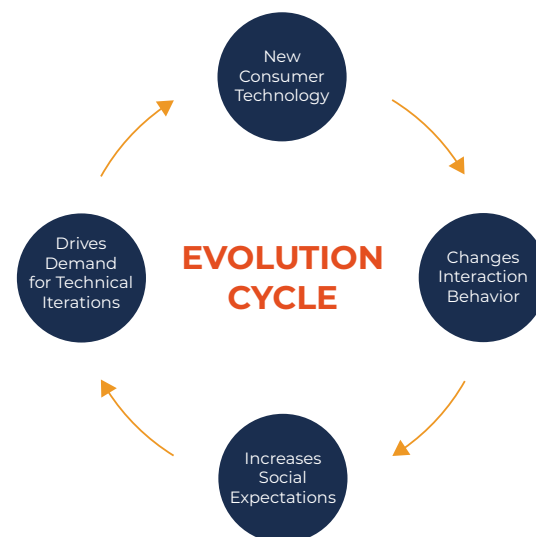 New
Consumer
Technology
Changes
Interaction
Behavior
Increases
Social
Expectations
Drives
Demand
for Technical
Iterations
EVOLUTION
CYCLE